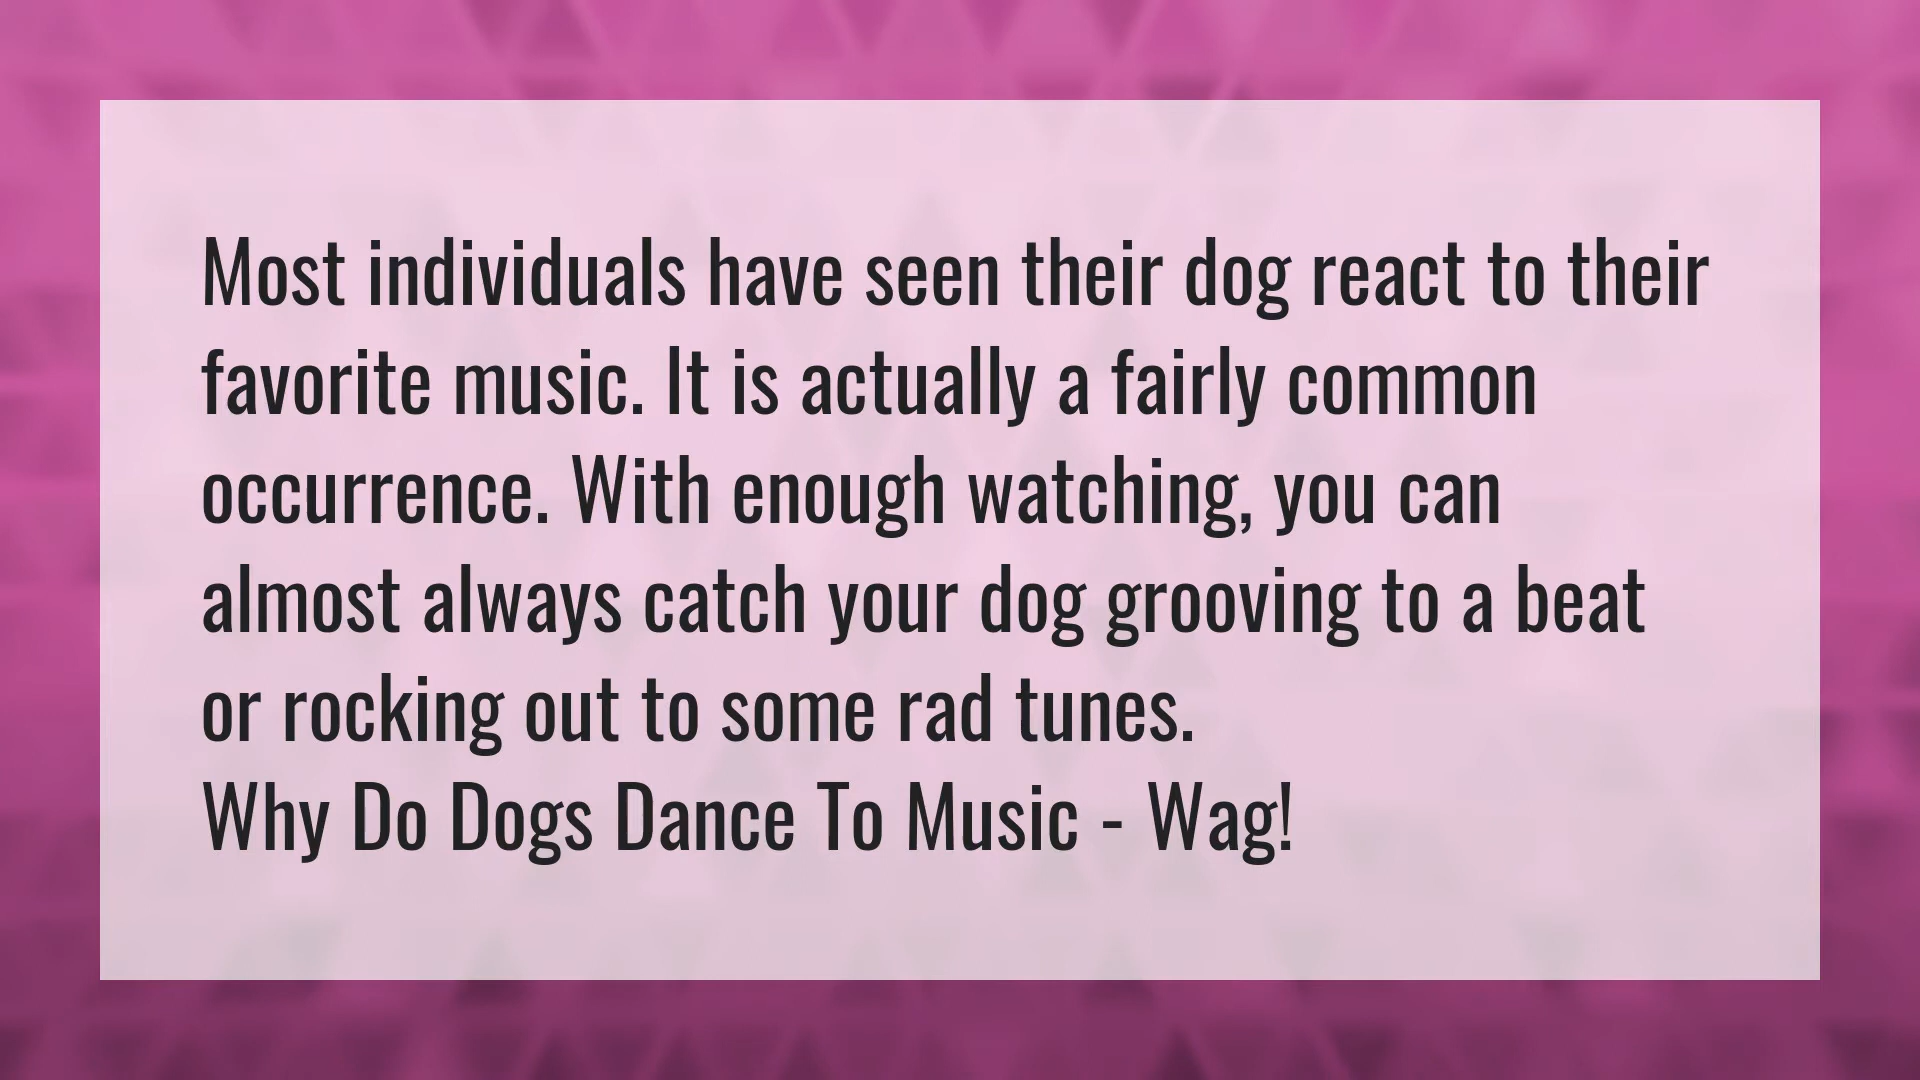 Most individuals have seen their dog react to their
favorite music. It is actually a fairly common
occurrence. With enough watching, you can
almost always catch your dog grooving to a beat
or rocking out to some rad tunes.
Why Do Dogs Dance To Music - Wag!